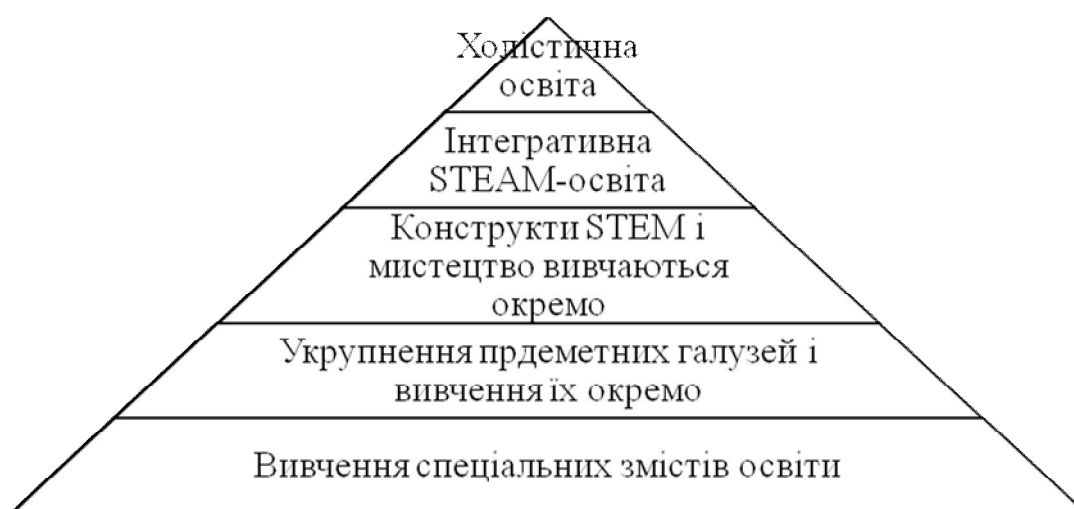 Холістична
освіта
Інтегративна
STEAM-освіта
Конструкти STEM і
мистецтво вивчаються
окремо
Укрупнення прдеметних галузей і
вивчення їх окремо
Вивчення спеціальних змістів освіти